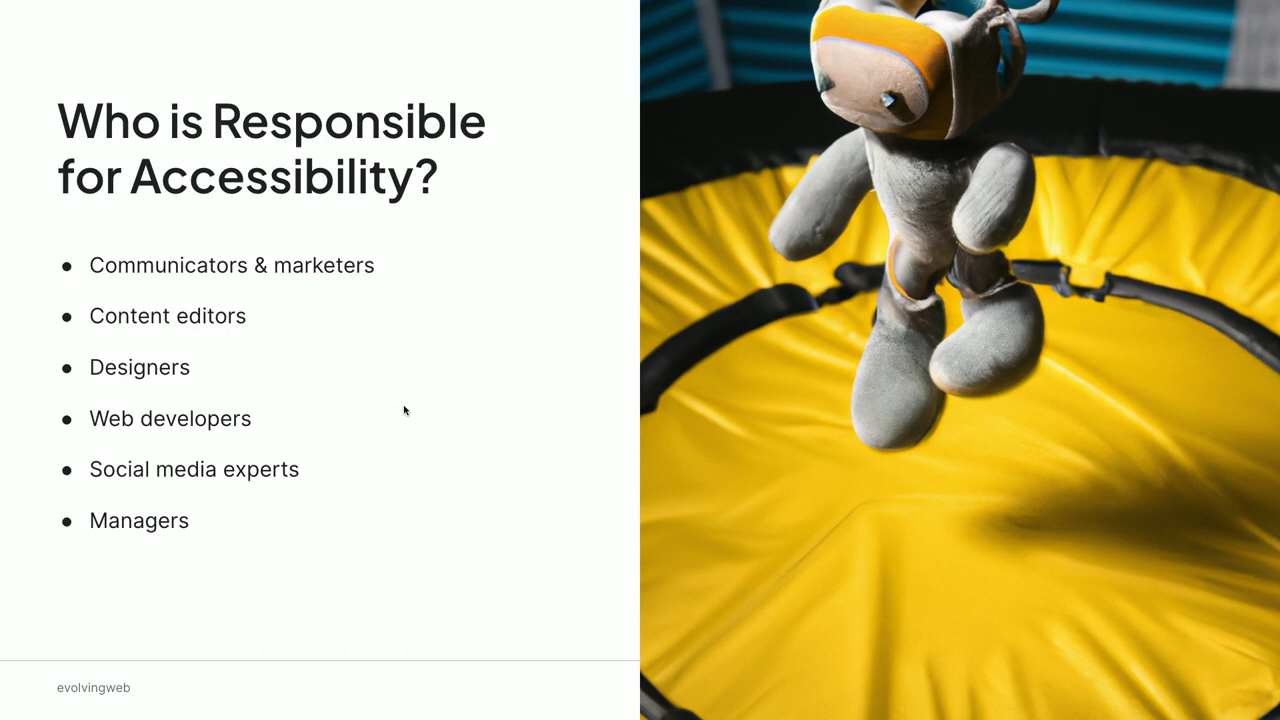 Who is Responsible
for Accessibility?
● Communicators & marketers
● Content editors
● Designers
● Web developers
● Social media experts
● Managers
evolvingweb